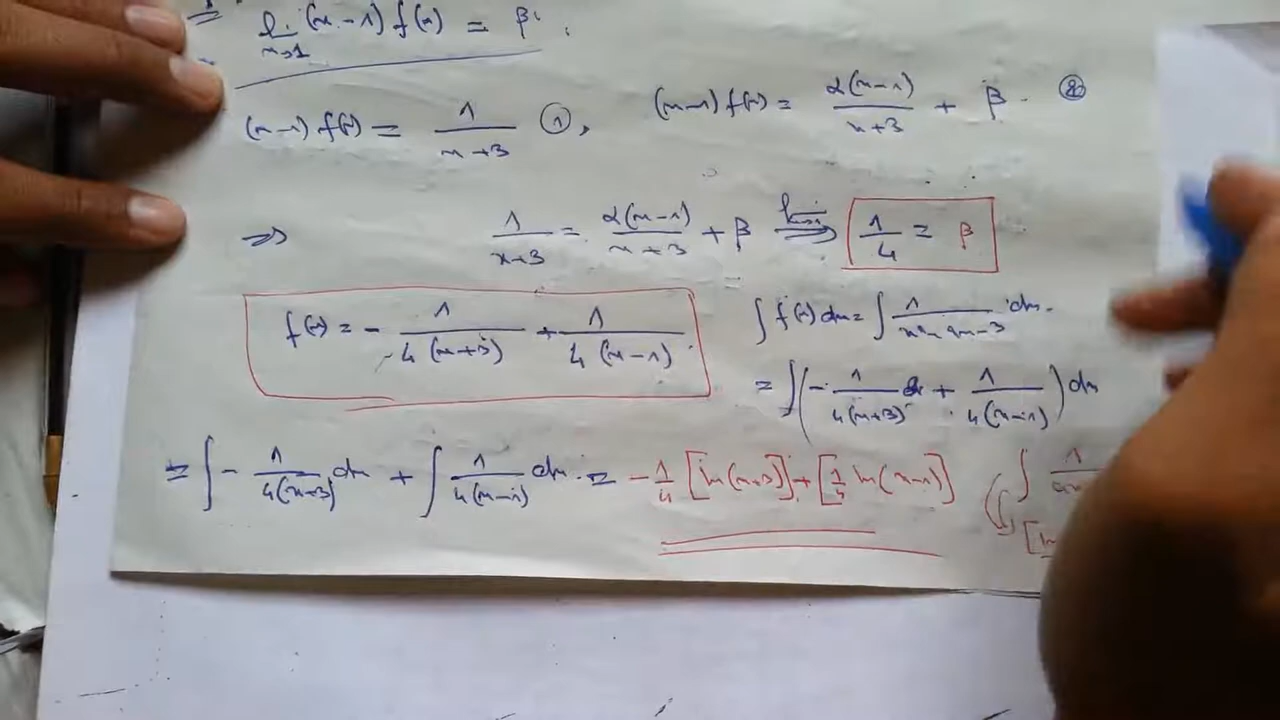 ⇒ lim x→1 (x-1) f(x) = β.
(x-1) f(x) = 1/(x+3) ①, (x-1) f(x) = α(x-1)/(x+3) + β. ②
⇒ 1/(x+3) = α(x-1)/(x+3) + β lim x→1 ⇒ 1/4 = β
f(x) = - 1/(4(x+3)) + 1/(4(x-1))
∫ f(x) dx = ∫ 1/(x²+2x-3) dx.
= ∫(- 1/(4(x+3)) + 1/(4(x-1))) dx
= ∫ - 1/(4(x+3)) dx + ∫ 1/(4(x-1)) dx. = -1/4 [ln(x+3)] + [1/4 ln(x-1)]